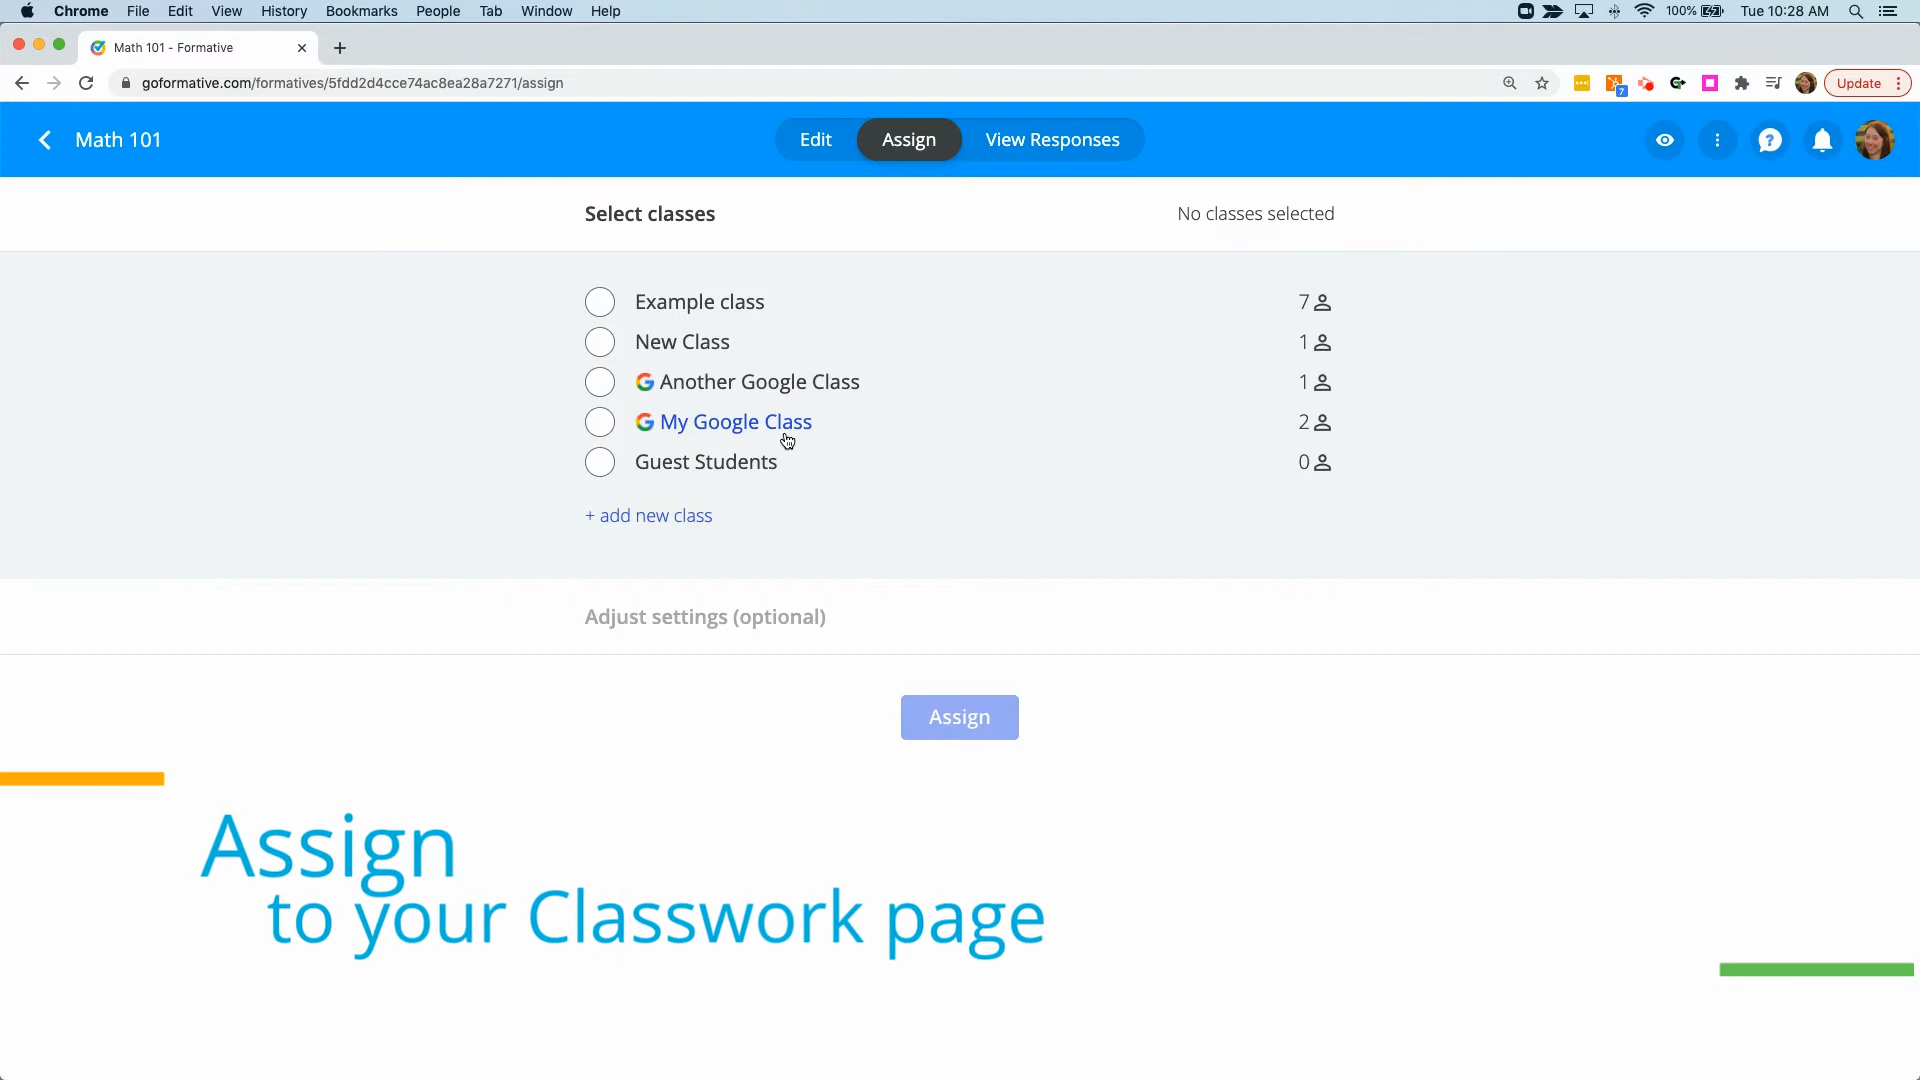 Chrome File Edit View History Bookmarks People Tab Window Help 100% Tue 10:28 AM
Math 101 - Formative
goformative.com/formatives/5fdd2d4cce74ac8ea28a7271/assign 7 Update
Math 101 Edit Assign View Responses ?
Select classes No classes selected
Example class 7
New Class 1
G Another Google Class 1
G My Google Class 2
Guest Students 0
+ add new class
Adjust settings (optional)
Assign
Assign
to your Classwork page